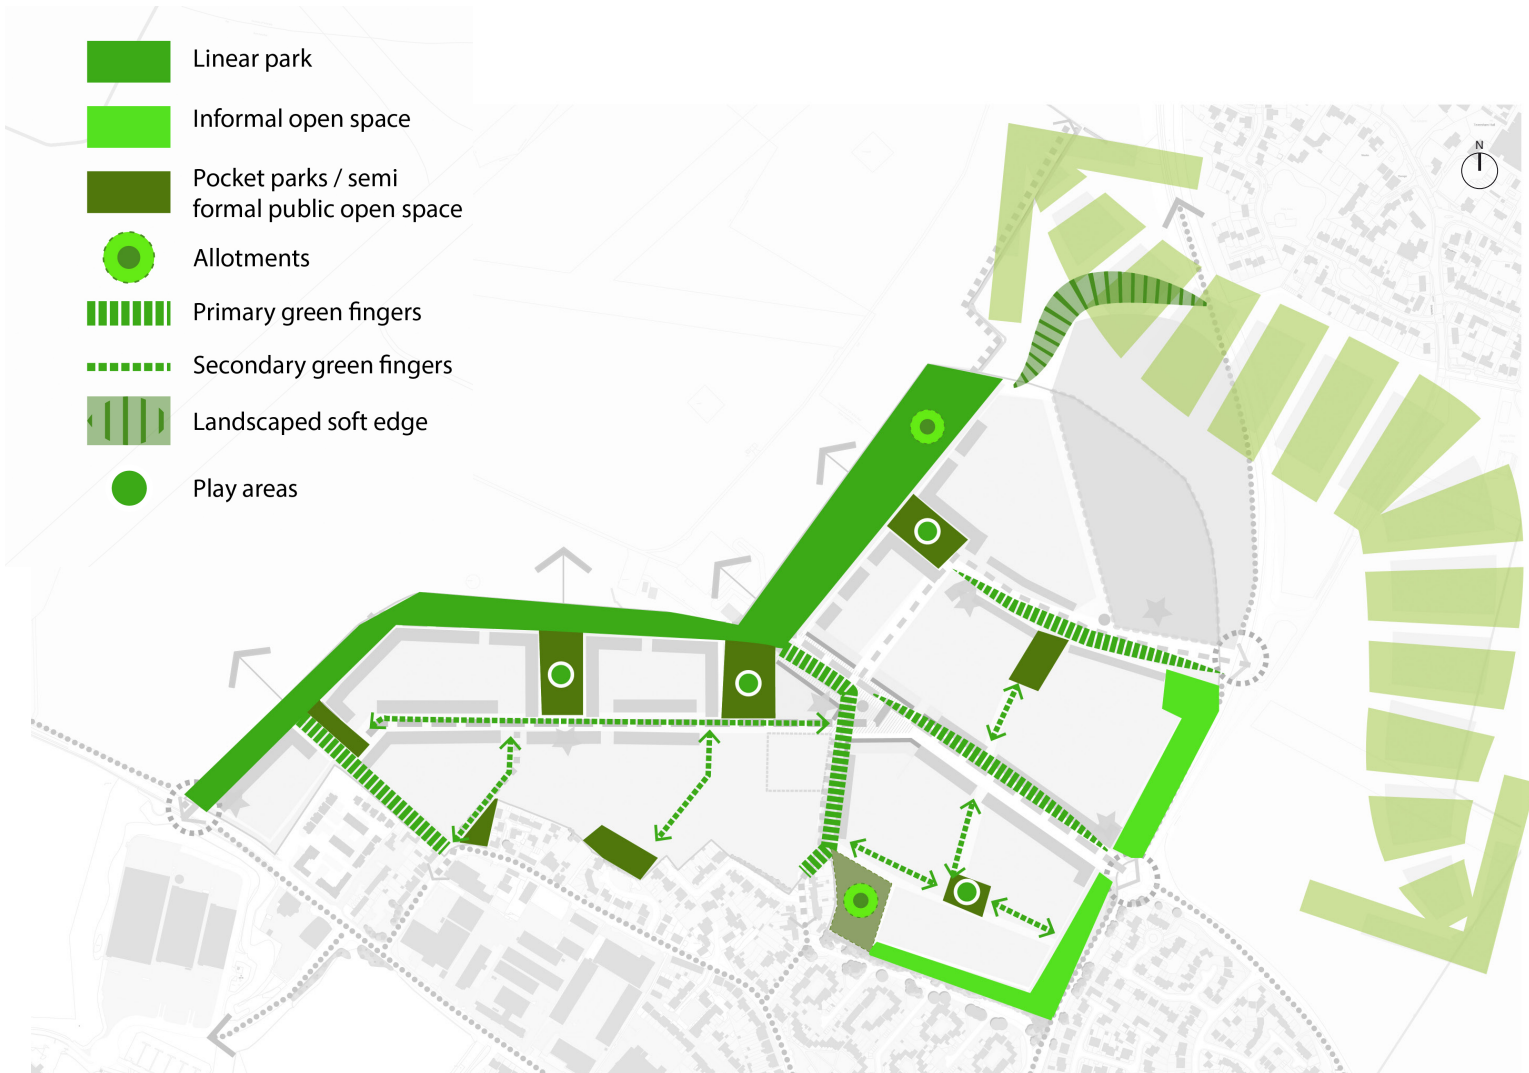 Linear park
Informal open space
Pocket parks / semi
formal public open space
Allotments
Primary green fingers
Secondary green fingers
Landscaped soft edge
Play areas
N